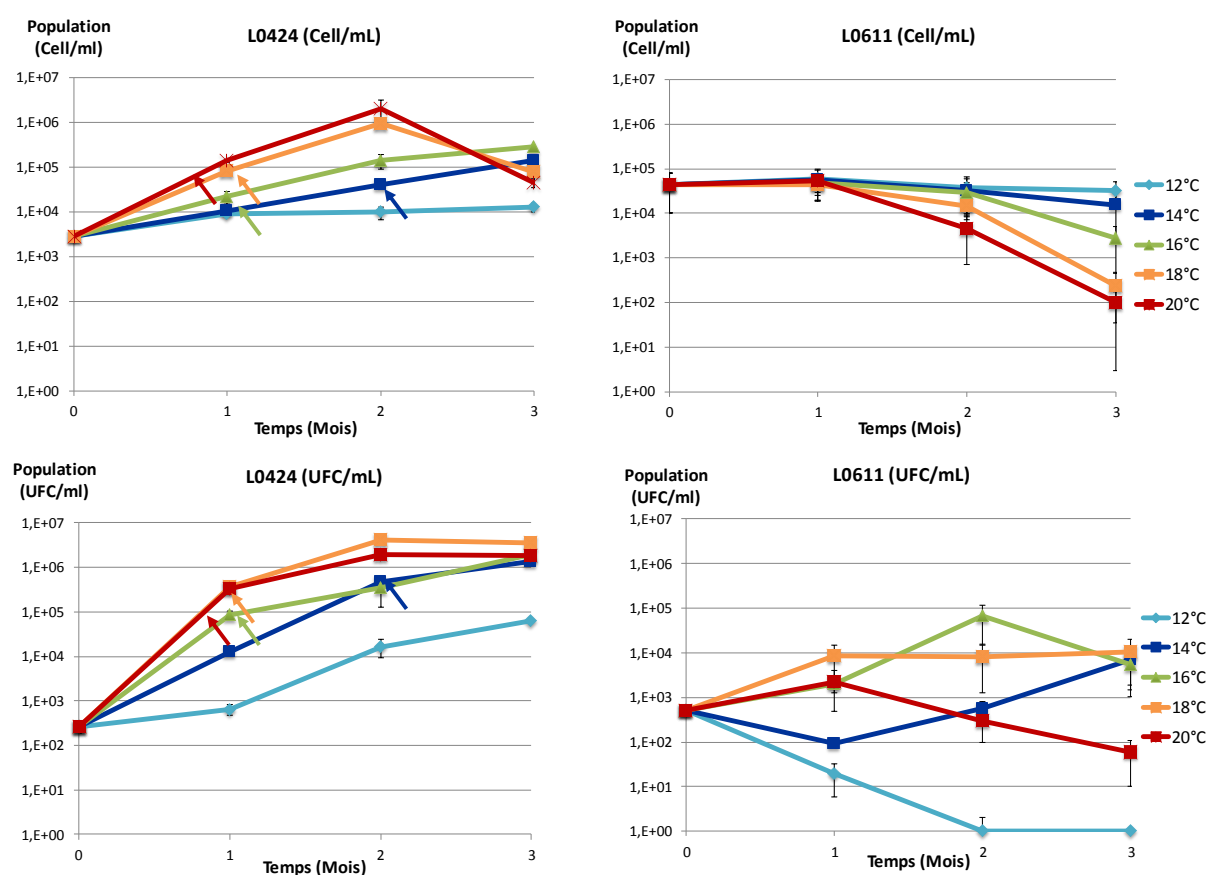 Population
(Cell/ml)
L0424 (Cell/mL)
1,E+07
1,E+06
1,E+05
1,E+04
1,E+03
1,E+02
1,E+01
1,E+00
0
1
2
3
Temps (Mois)
Population
(Cell/ml)
L0611 (Cell/mL)
1,E+07
1,E+06
1,E+05
1,E+04
1,E+03
1,E+02
1,E+01
1,E+00
0
1
2
3
Temps (Mois)
12°C
14°C
16°C
18°C
20°C
Population
(UFC/ml)
L0424 (UFC/mL)
1,E+07
1,E+06
1,E+05
1,E+04
1,E+03
1,E+02
1,E+01
1,E+00
0
1
2
3
Temps (Mois)
Population
(UFC/ml)
L0611 (UFC/mL)
1,E+07
1,E+06
1,E+05
1,E+04
1,E+03
1,E+02
1,E+01
1,E+00
0
1
2
3
Temps (Mois)
12°C
14°C
16°C
18°C
20°C